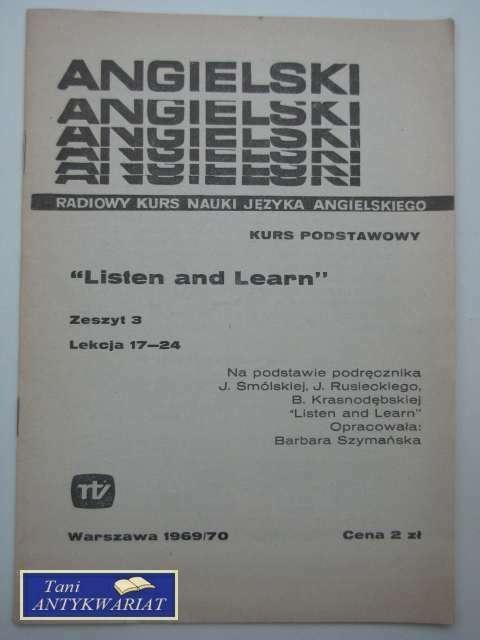 ANGIELSKI
ANGIELSKI
ANGIELSKI
ANGIELSKI
ANGIELSKI
RADIOWY KURS NAUKI JĘZYKA ANGIELSKIEGO
KURS PODSTAWOWY
“Listen and Learn”
Zeszyt 3
Lekcja 17—24
Na podstawie podręcznika
J. Smólskiej, J. Rusieckiego,
B. Krasnodębskiej
“Listen and Learn”
Opracowała:
Barbara Szymańska
rtv
Warszawa 1969/70
Cena 2 zł
Tani
ANTYKWARIAT